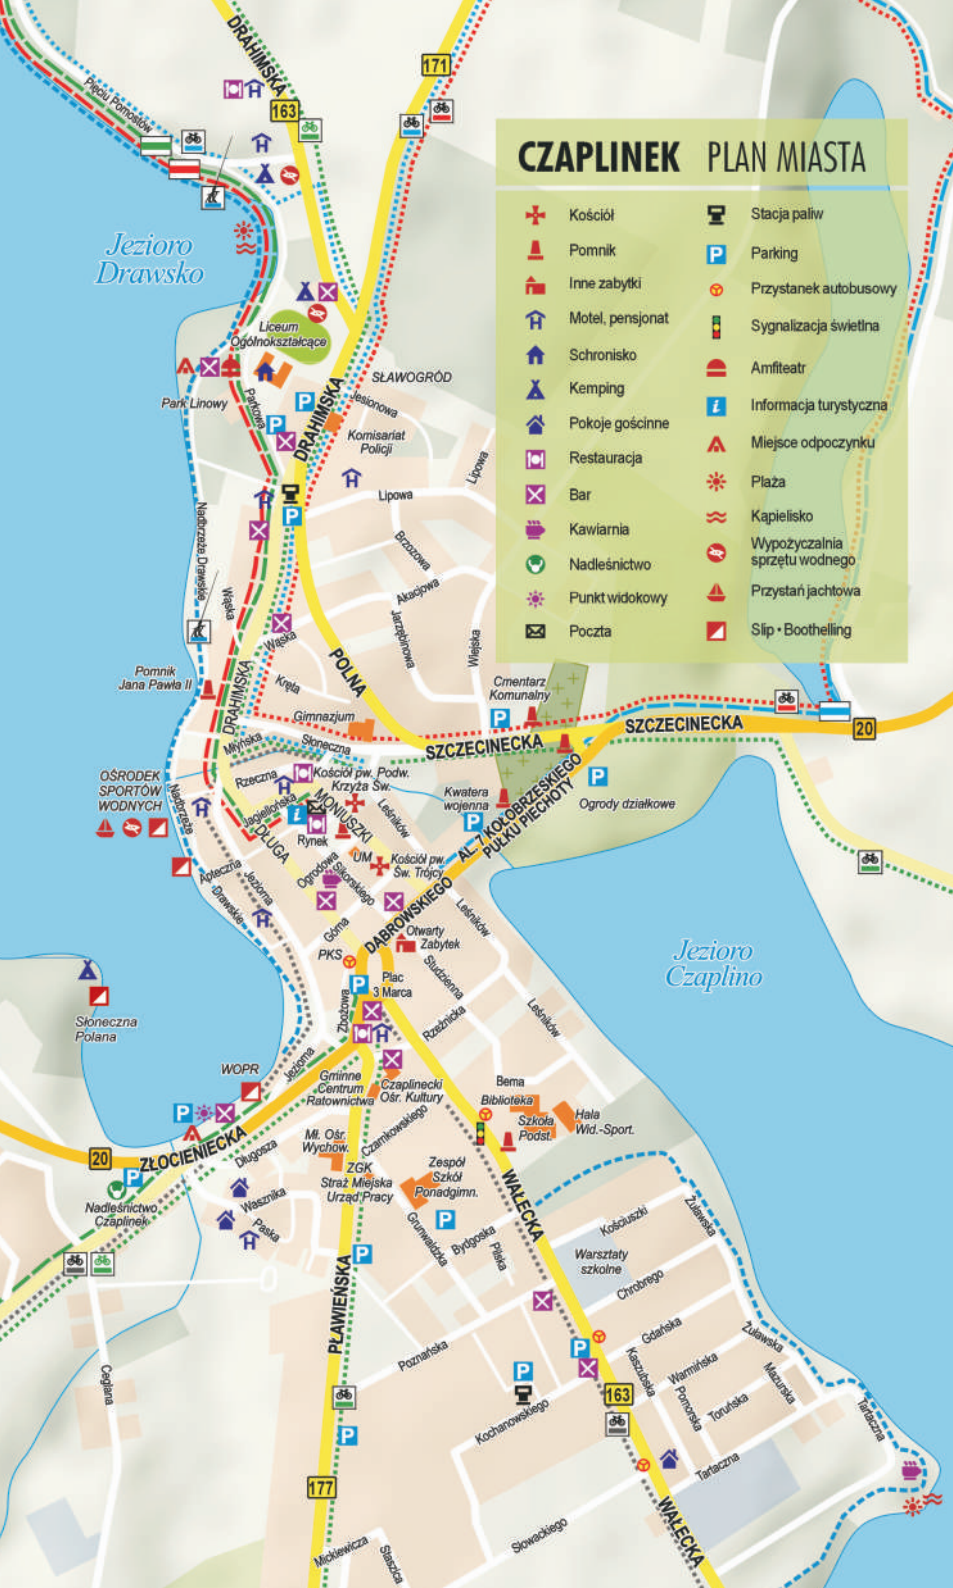 DRAHIMSKA
171
163
Pięciu Pomostów
CZAPLINEK PLAN MIASTA
Kościół
Pomnik
Inne zabytki
Motel, pensjonat
Schronisko
Kemping
Pokoje gościnne
Restauracja
Bar
Kawiarnia
Nadleśnictwo
Punkt widokowy
Poczta
Stacja paliw
Parking
Przystanek autobusowy
Sygnalizacja świetlna
Amfiteatr
Informacja turystyczna
Miejsce odpoczynku
Plaża
Kąpielisko
Wypożyczalnia
sprzętu wodnego
Przystań jachtowa
Slip • Boothelling
Jezioro
Drawsko
Liceum
Ogólnokształcące
SŁAWOGRÓD
Park Linowy
Parkowa
DRAHIMSKA
Jesionowa
Komisariat
Policji
Lipowa
Lipowa
Nadbrzeże Drawskie
Brzozowa
Akacjowa
Wąska
Jarzębinowa
Wiejska
Wąska
POLNA
Pomnik
Jana Pawła II
Kręta
Cmentarz
Komunalny
DRAHIMSKA
Gimnazjum
SZCZECINECKA
20
Młyńska
Słoneczna
SZCZECINECKA
OŚRODEK
SPORTÓW
WODNYCH
Rzeczna
Kościół pw. Podw.
Krzyża Św.
Nadbrzeże
Jagiellońska
MONIUSZKI
Leśników
Kwatera
wojenna
AL. 7 KOŁOBRZESKIEGO
PUŁKU PIECHOTY
Ogrody działkowe
DŁUGA
Rynek
UM
Kościół pw.
Św. Trójcy
Apteczna
Jeziorna
Ogrodowa
Sikorskiego
Drawskie
Górna
DĄBROWSKIEGO
Leśników
Otwarty
Zabytek
PKS
Jezioro
Czaplino
Plac
3 Marca
Studzienna
Zbożowa
Rzeźnicka
Leśników
Słoneczna
Polana
Jeziorna
WOPR
Gminne
Centrum
Ratownictwa
Czaplinecki
Ośr. Kultury
Bema
Biblioteka
Szkoła
Podst.
Hala
Wid.-Sport.
Czarnkowskiego
Mł. Ośr.
Wychow.
20
ZŁOCIENIECKA
Długosza
ZGK
Straż Miejska
Urząd Pracy
Zespół
Szkół
Ponadgimn.
WAŁECKA
Nadleśnictwo
Czaplinek
Wasznika
Paska
Grunwaldzka
Bydgoska
Pilska
Kościuszki
Żuławska
Warsztaty
szkolne
PŁAWIEŃSKA
Chrobrego
Gdańska
Żuławska
Poznańska
Kaszubska
Warmińska
Mazurska
Ceglana
163
Pomorska
Toruńska
Tartaczna
Kochanowskiego
Tartaczna
177
WAŁECKA
Słowackiego
Mickiewicza
Staszica